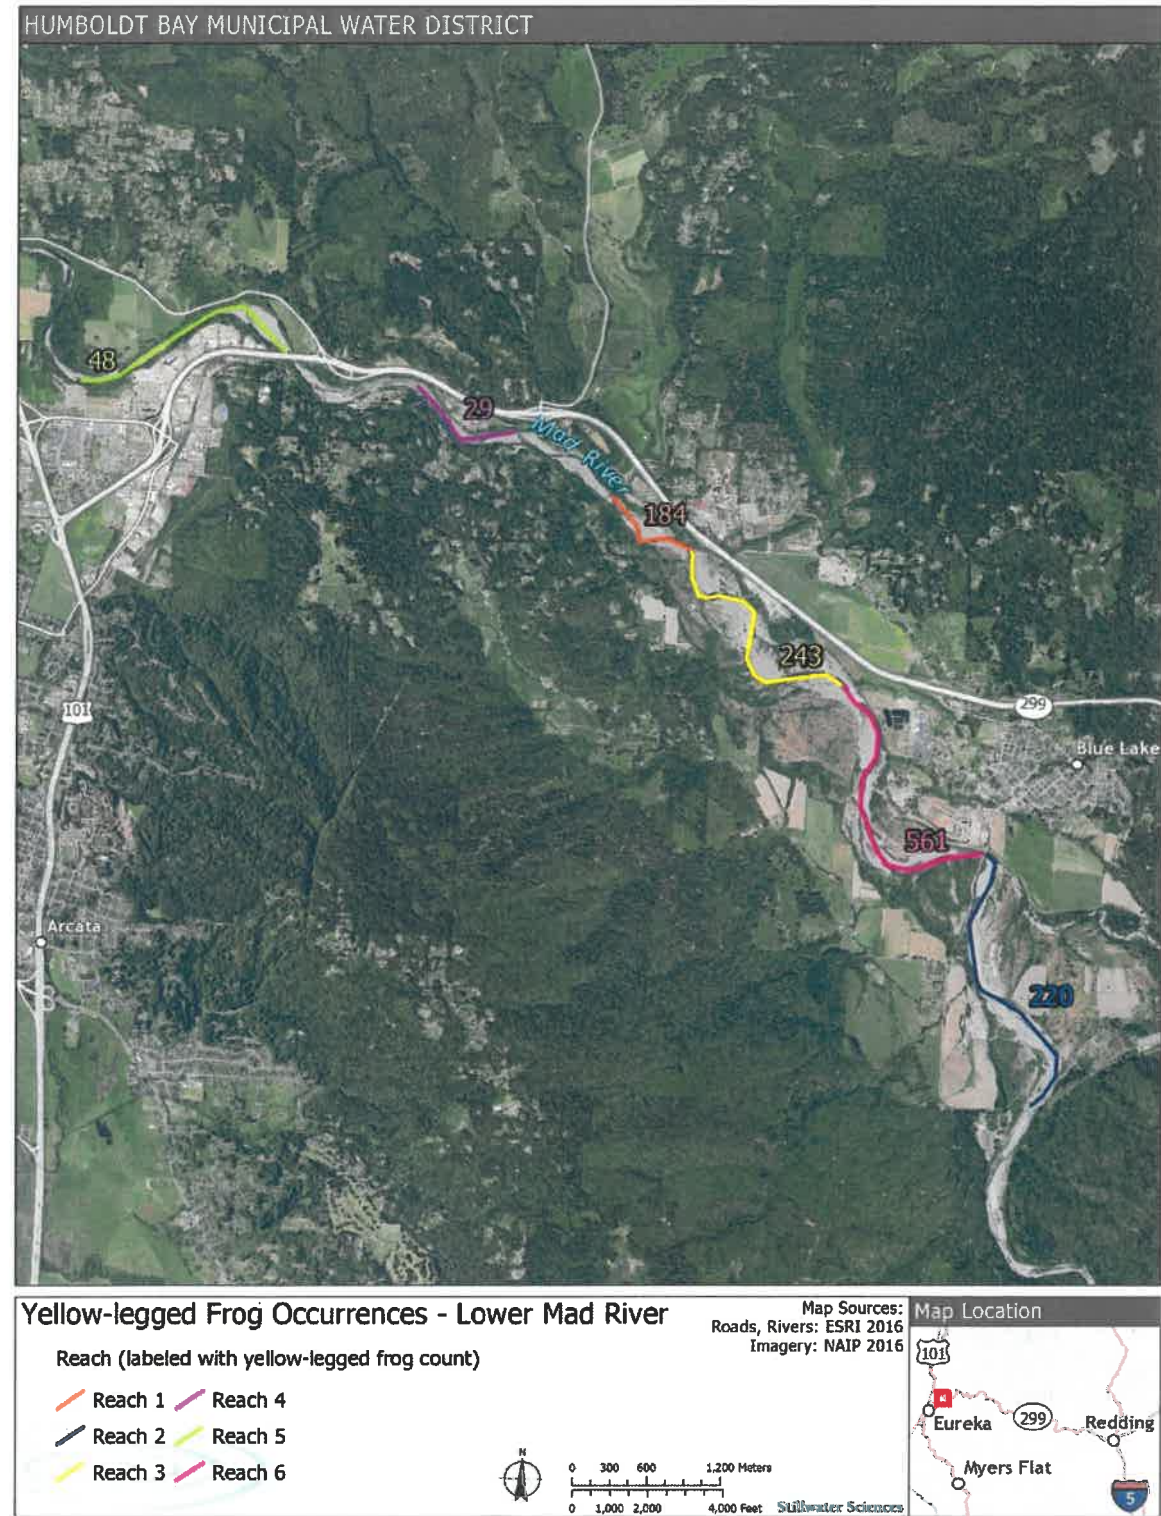 HUMBOLDT BAY MUNICIPAL WATER DISTRICT
48
29
Mad River
184
243
101
299
Blue Lake
561
Arcata
220
Yellow-legged Frog Occurrences - Lower Mad River
Reach (labeled with yellow-legged frog count)
Reach 1
Reach 4
Reach 2
Reach 5
Reach 3
Reach 6
Map Sources:
Roads, Rivers: ESRI 2016
Imagery: NAIP 2016
N
0 300 600 1,200 Meters
0 1,000 2,000 4,000 Feet
Stillwater Sciences
Map Location
101
Eureka
299
Redding
Myers Flat
5